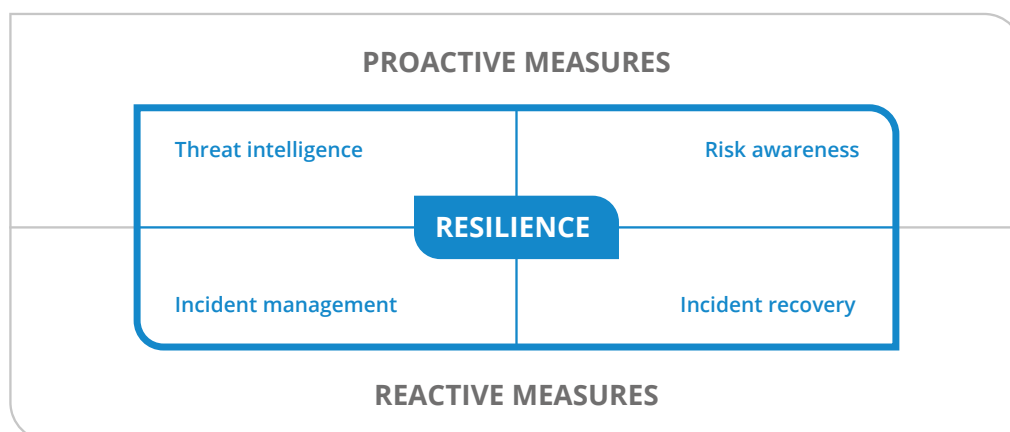 PROACTIVE MEASURES
Threat intelligence
Risk awareness
RESILIENCE
Incident management
Incident recovery
REACTIVE MEASURES